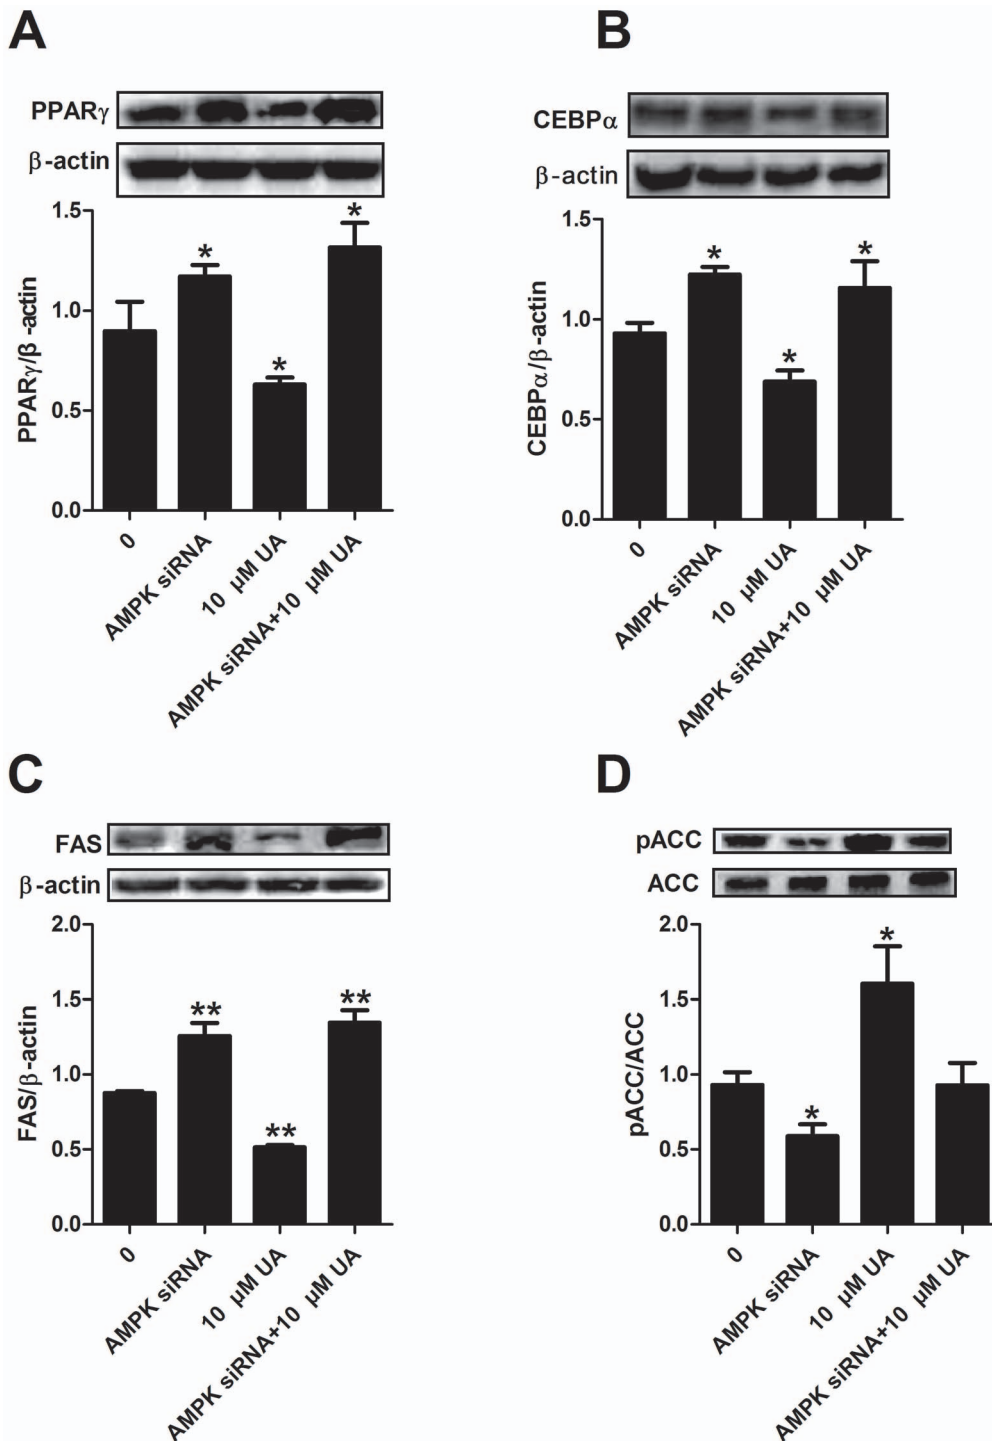 A
PPARγ
β-actin
*
*
*
1.5
1.0
0.5
0.0
PPARγ/β-actin
0
AMPK siRNA
10 µM UA
AMPK siRNA+10 µM UA
B
CEBPα
β-actin
*
*
*
1.5
1.0
0.5
0.0
CEBPα/β-actin
0
AMPK siRNA
10 µM UA
AMPK siRNA+10 µM UA
C
FAS
β-actin
**
**
**
2.0
1.5
1.0
0.5
0.0
FAS/β-actin
0
AMPK siRNA
10 µM UA
AMPK siRNA+10 µM UA
D
pACC
ACC
*
*
2.0
1.5
1.0
0.5
0.0
pACC/ACC
0
AMPK siRNA
10 µM UA
AMPK siRNA+10 µM UA